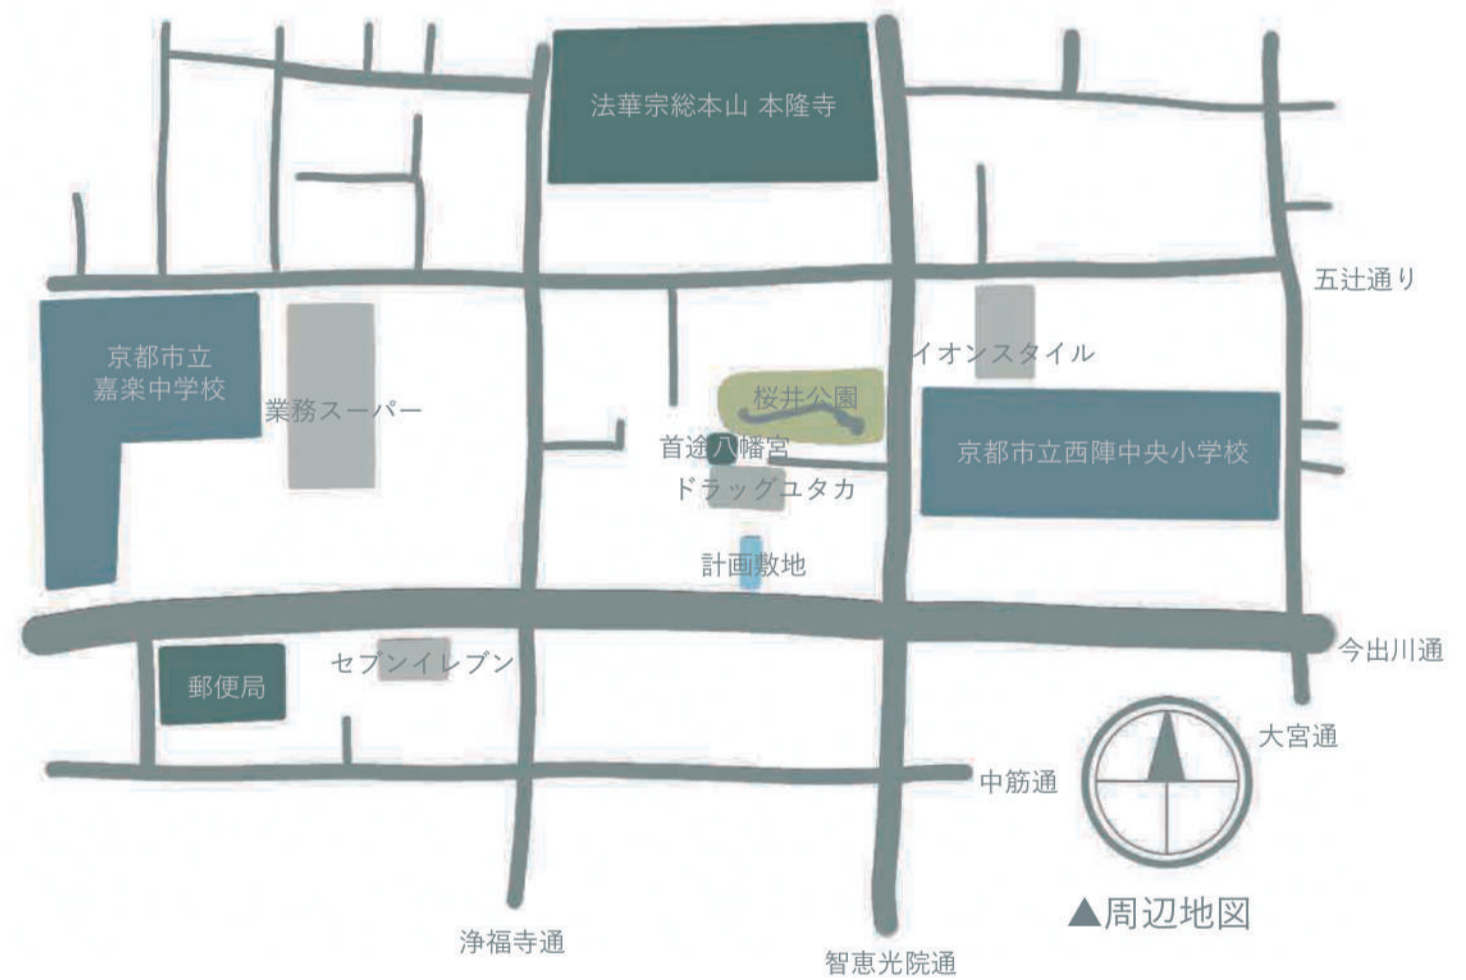 法華宗総本山 本隆寺
五辻通り
京都市立
嘉楽中学校
業務スーパー
イオンスタイル
桜井公園
首途八幡宮
ドラッグユタカ
京都市立西陣中央小学校
計画敷地
今出川通
郵便局
セブンイレブン
大宮通
中筋通
▲周辺地図
浄福寺通
智恵光院通